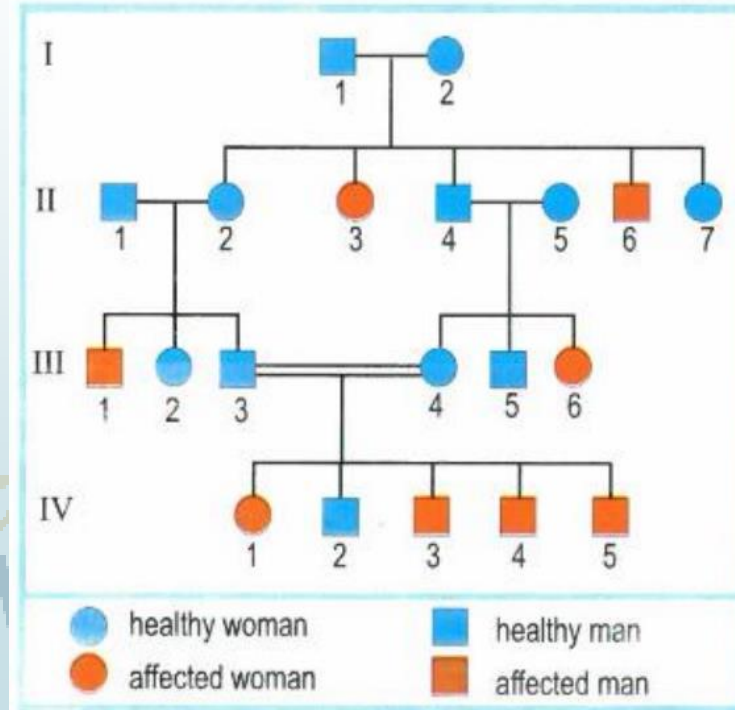 I
1 2
II
1 2 3 4 5 6 7
III
1 2 3 4 5 6
IV
1 2 3 4 5
healthy woman healthy man
affected woman affected man